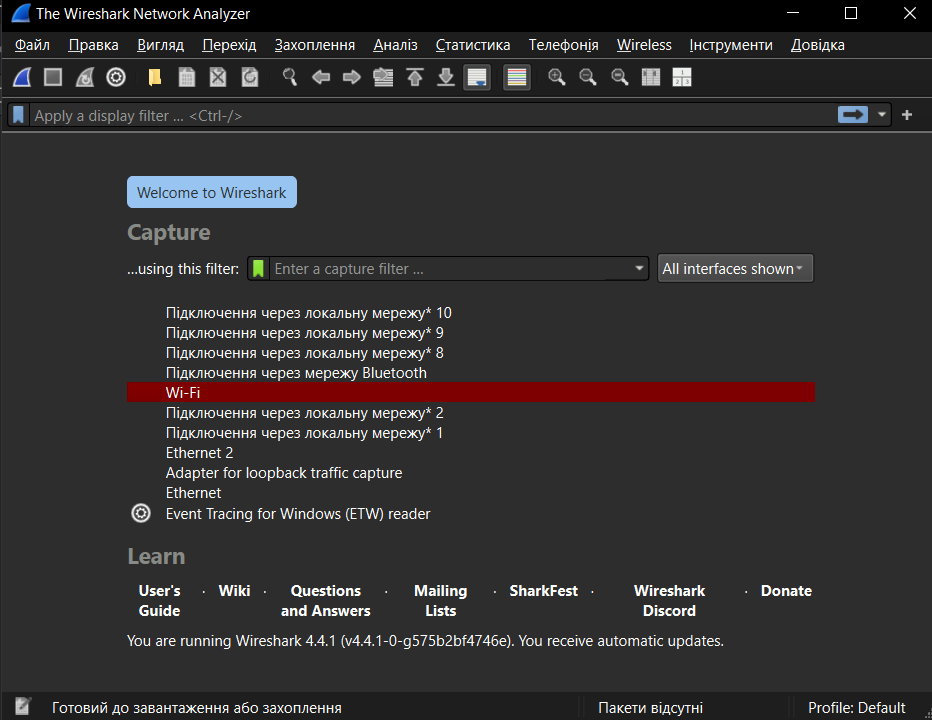 The Wireshark Network Analyzer
Файл Правка Вигляд Перехід Захоплення Аналіз Статистика Телефонія Wireless Інструменти Довідка
Apply a display filter ... <Ctrl-/>
Welcome to Wireshark
Capture
...using this filter: Enter a capture filter ... All interfaces shown
Підключення через локальну мережу* 10
Підключення через локальну мережу* 9
Підключення через локальну мережу* 8
Підключення через мережу Bluetooth
Wi-Fi
Підключення через локальну мережу* 2
Підключення через локальну мережу* 1
Ethernet 2
Adapter for loopback traffic capture
Ethernet
Event Tracing for Windows (ETW) reader
Learn
User's · Wiki · Questions · Mailing · SharkFest · Wireshark · Donate
Guide and Answers Lists Discord
You are running Wireshark 4.4.1 (v4.4.1-0-g575b2bf4746e). You receive automatic updates.
Готовий до завантаження або захоплення Пакети відсутні Profile: Default